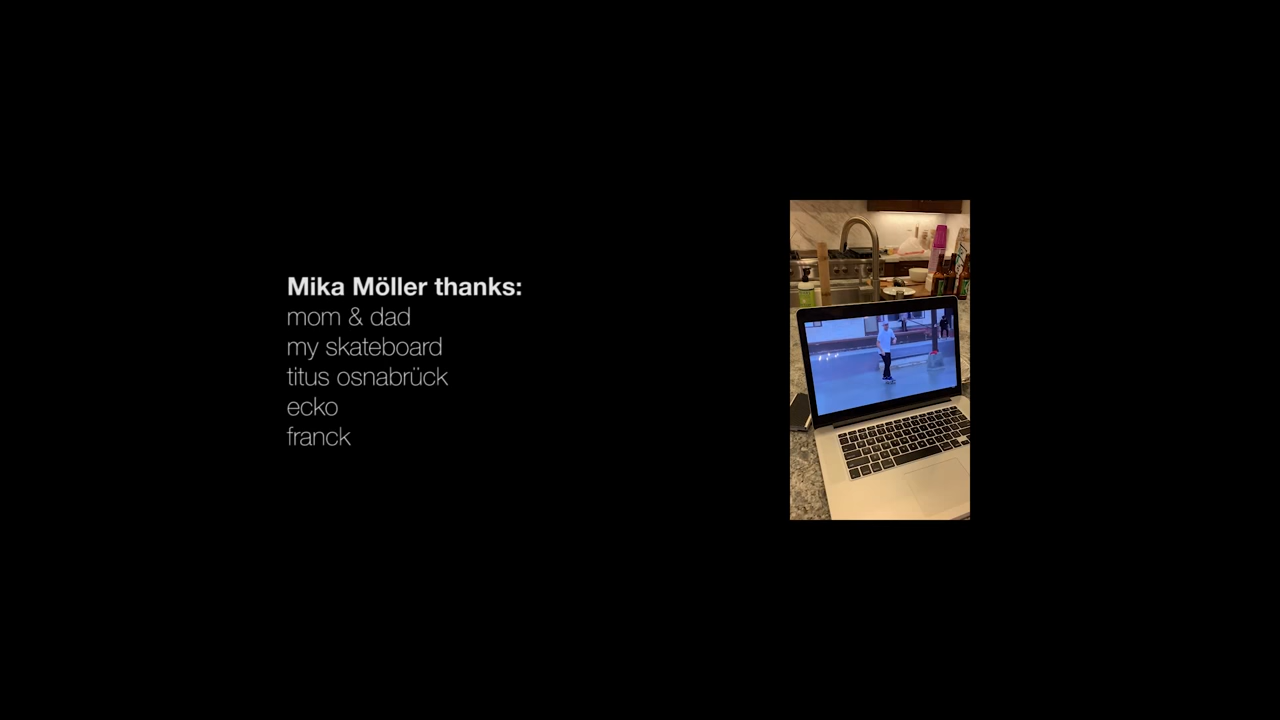 Mika Möller thanks:
mom & dad
my skateboard
titus osnabrück
ecko
franck